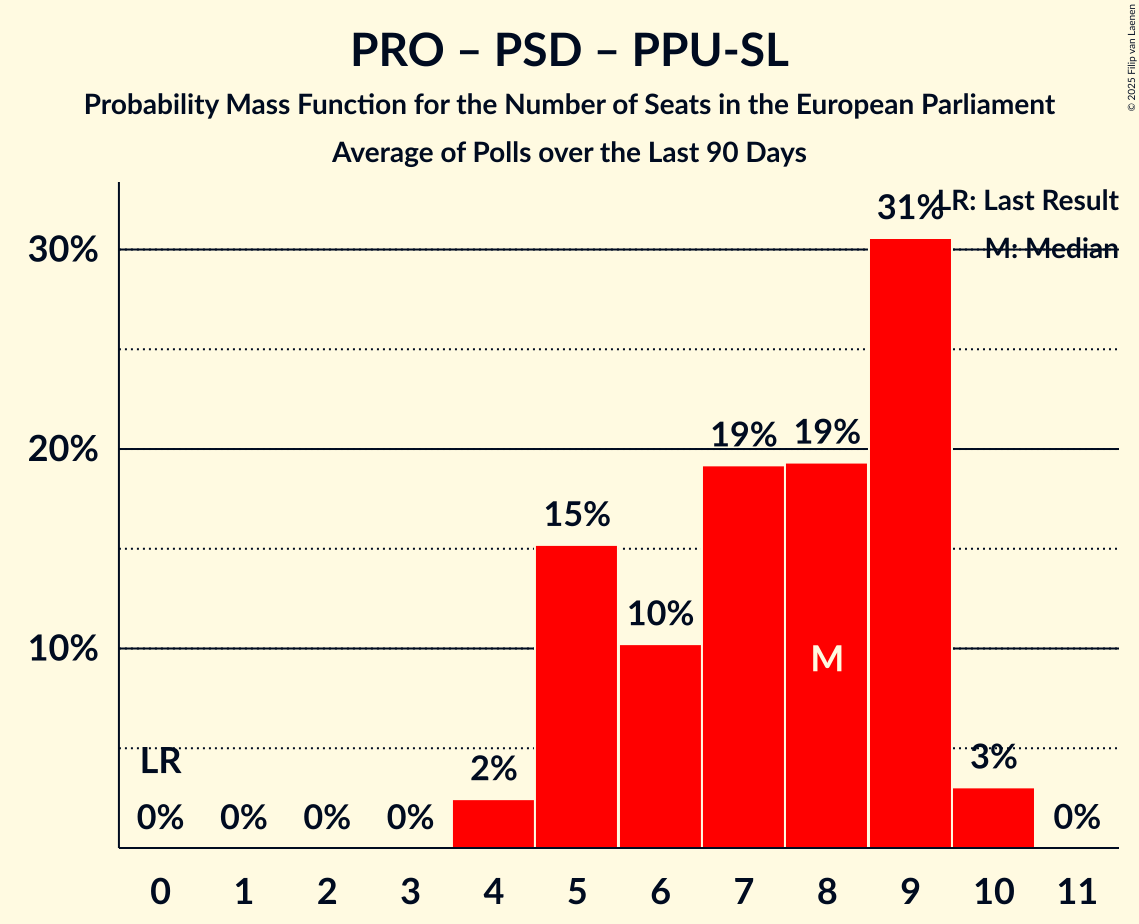 PRO – PSD – PPU-SL
Probability Mass Function for the Number of Seats in the European Parliament
Average of Polls over the Last 90 Days
© 2025 Filip van Laenen
LR: Last Result
M: Median
30%
20%
10%
LR
0%
0%
0%
0%
2%
15%
10%
19%
19%
31%
3%
0%
M
0 1 2 3 4 5 6 7 8 9 10 11